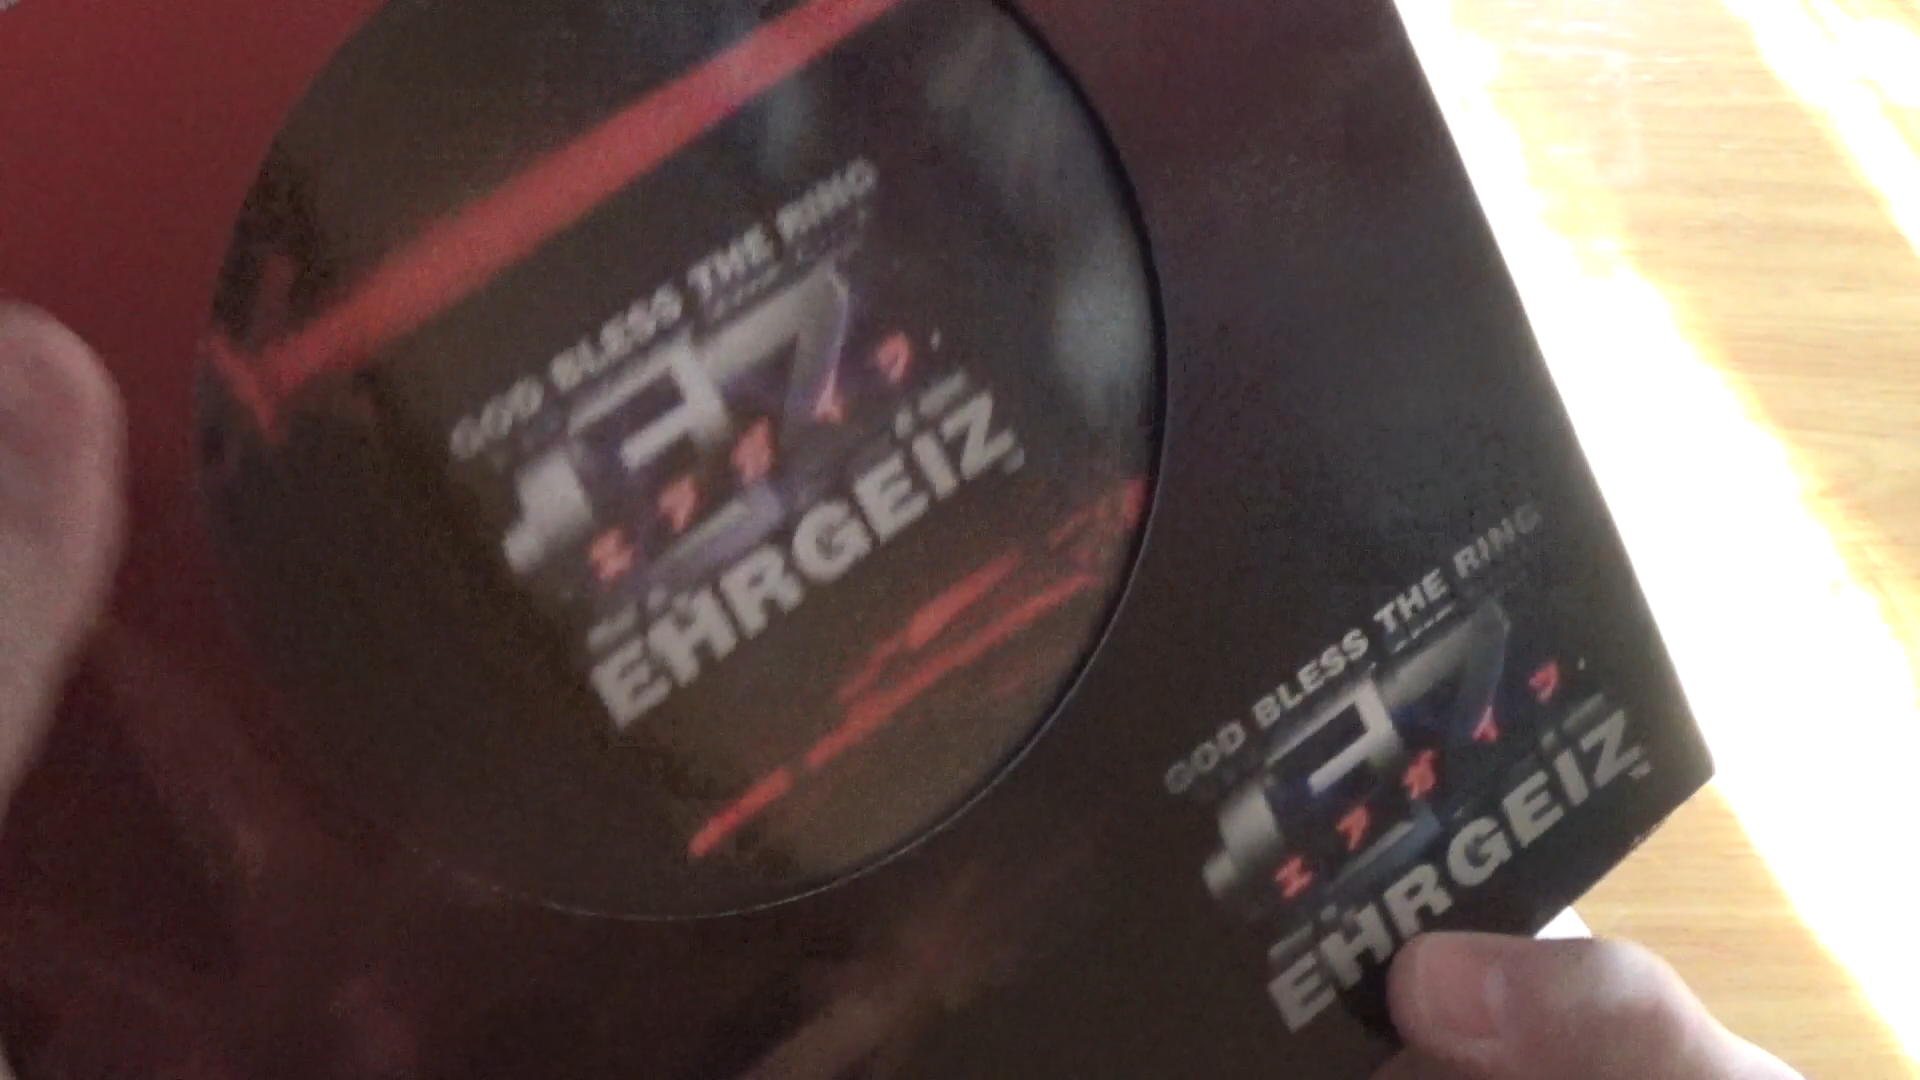 GOD BLESS THE RING
エアガイツ
EHRGEIZ
GOD BLESS THE RING
エアガイツ
EHRGEIZ